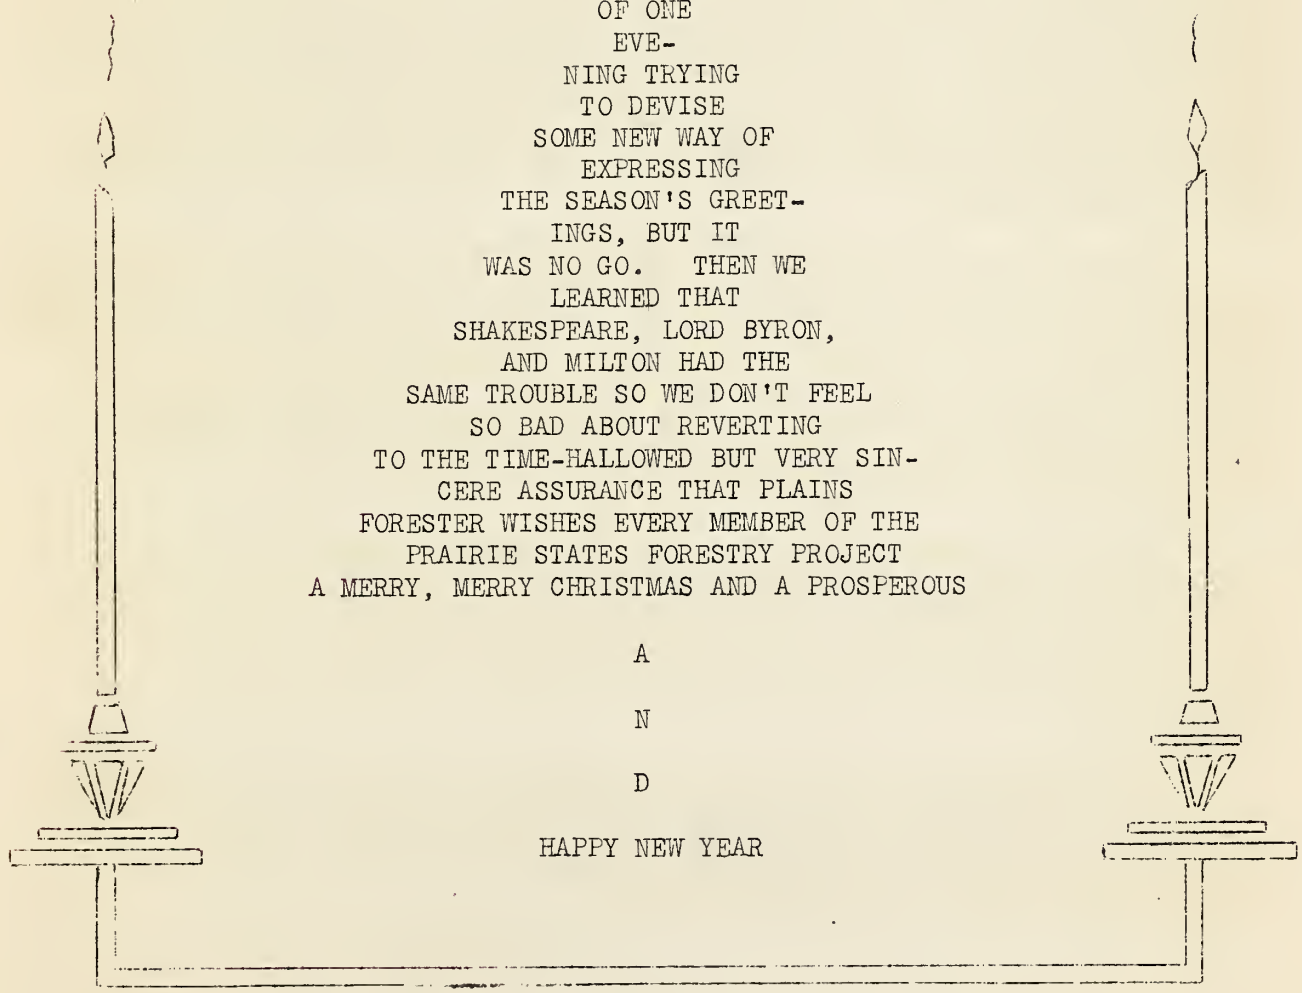 OF ONE
EVE-
NING TRYING
TO DEVISE
SOME NEW WAY OF
EXPRESSING
THE SEASON'S GREET-
INGS, BUT IT
WAS NO GO. THEN WE
LEARNED THAT
SHAKESPEARE, LORD BYRON,
AND MILTON HAD THE
SAME TROUBLE SO WE DON'T FEEL
SO BAD ABOUT REVERTING
TO THE TIME-HALLOWED BUT VERY SIN-
CERE ASSURANCE THAT PLAINS
FORESTER WISHES EVERY MEMBER OF THE
PRAIRIE STATES FORESTRY PROJECT
A MERRY, MERRY CHRISTMAS AND A PROSPEROUS
A
N
D
HAPPY NEW YEAR